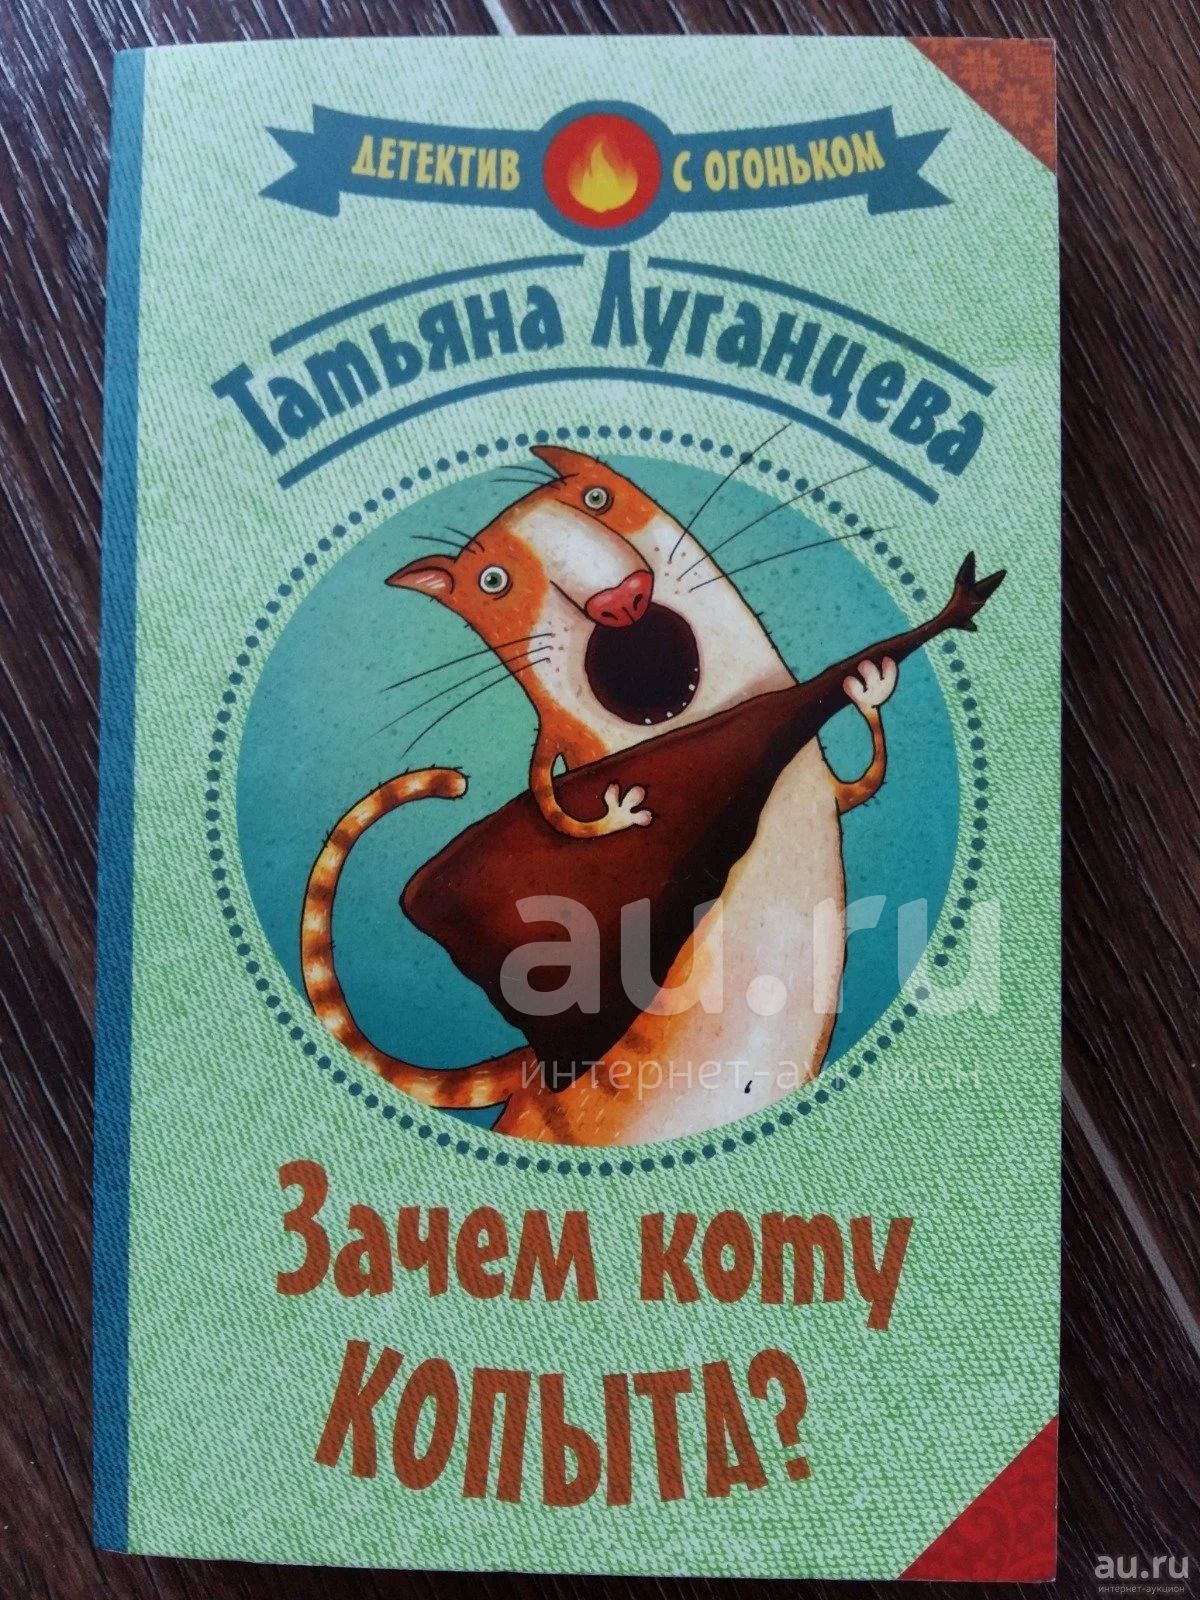 ДЕТЕКТИВ С ОГОНЬКОМ
Татьяна Луганцева
au.ru
интернет-аукцион
Зачем коту
КОПЫТА?
au.ru
интернет-аукцион